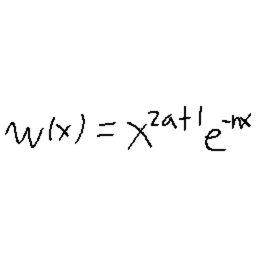 w(x) = x^{2a+1} e^{-nx}